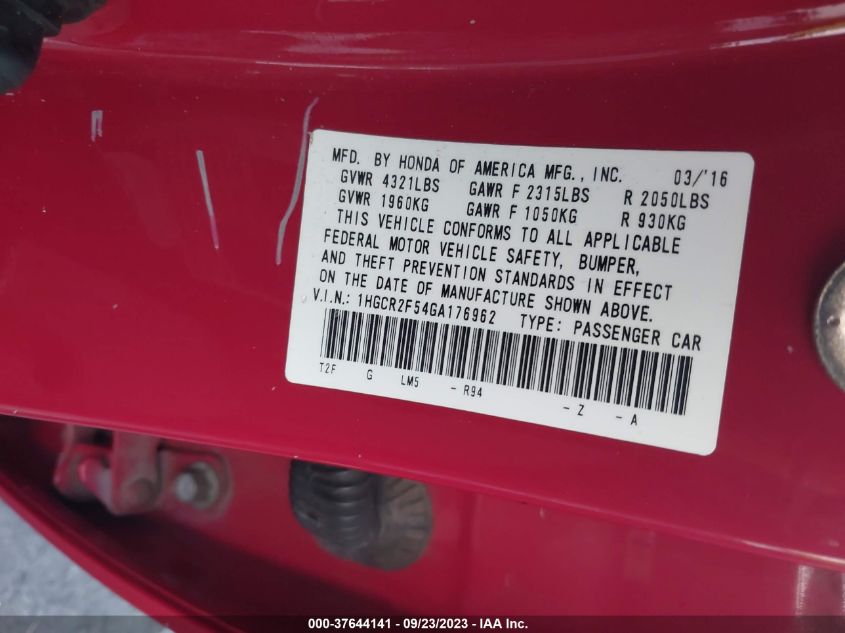 MFD. BY HONDA OF AMERICA MFG., INC. 03/'16
GVWR 4321LBS GAWR F 2315LBS R 2050LBS
GVWR 1960KG GAWR F 1050KG R 930KG
THIS VEHICLE CONFORMS TO ALL APPLICABLE
FEDERAL MOTOR VEHICLE SAFETY, BUMPER,
AND THEFT PREVENTION STANDARDS IN EFFECT
ON THE DATE OF MANUFACTURE SHOWN ABOVE.
V.I.N.: 1HGCR2F54GA176962 TYPE: PASSENGER CAR
T2F G LM5 - R94 - Z - A
000-37644141 - 09/23/2023 - IAA Inc.